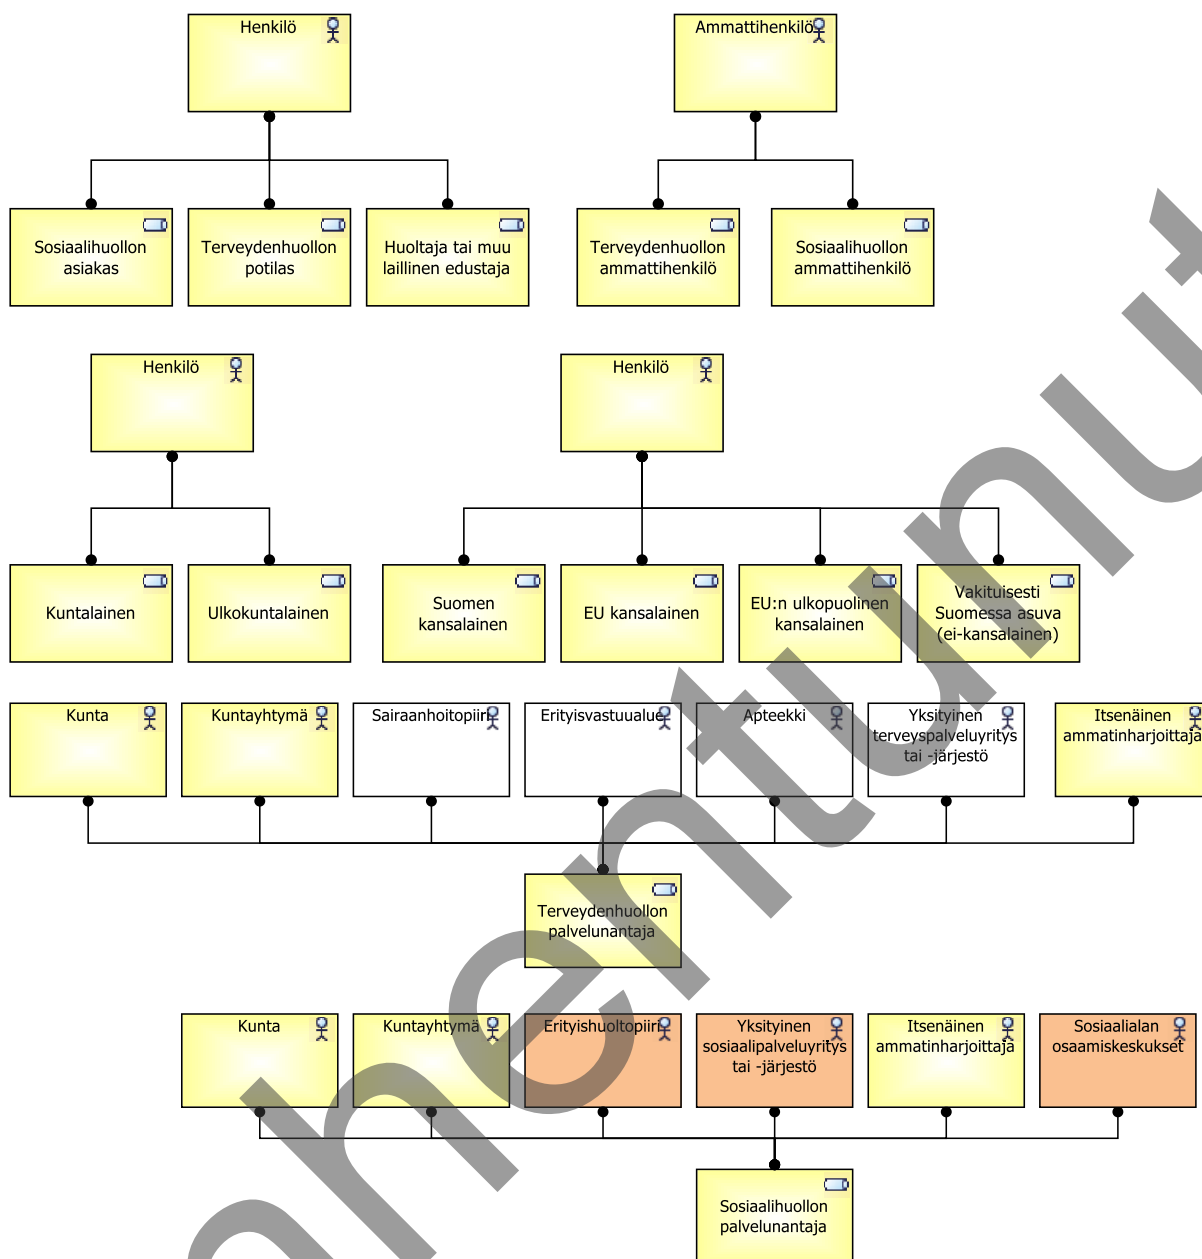 Henkilö
Ammattihenkilö
Sosiaalihuollon
asiakas
Terveydenhuollon
potilas
Huoltaja tai muu
laillinen edustaja
Terveydenhuollon
ammattihenkilö
Sosiaalihuollon
ammattihenkilö
Henkilö
Henkilö
Kuntalainen
Ulkokuntalainen
Suomen
kansalainen
EU kansalainen
EU:n ulkopuolinen
kansalainen
Vakituisesti
Suomessa asuva
(ei-kansalainen)
Kunta
Kuntayhtymä
Sairaanhoitopiiri
Erityisvastuualue
Apteekki
Yksityinen
terveyspalveluyritys
tai -järjestö
Itsenäinen
ammatinharjoittaja
Terveydenhuollon
palvelunantaja
Kunta
Kuntayhtymä
Erityishuoltopiiri
Yksityinen
sosiaalipalveluyritys
tai -järjestö
Itsenäinen
ammatinharjoittaja
Sosiaalialan
osaamiskeskukset
Sosiaalihuollon
palvelunantaja
ahentunut